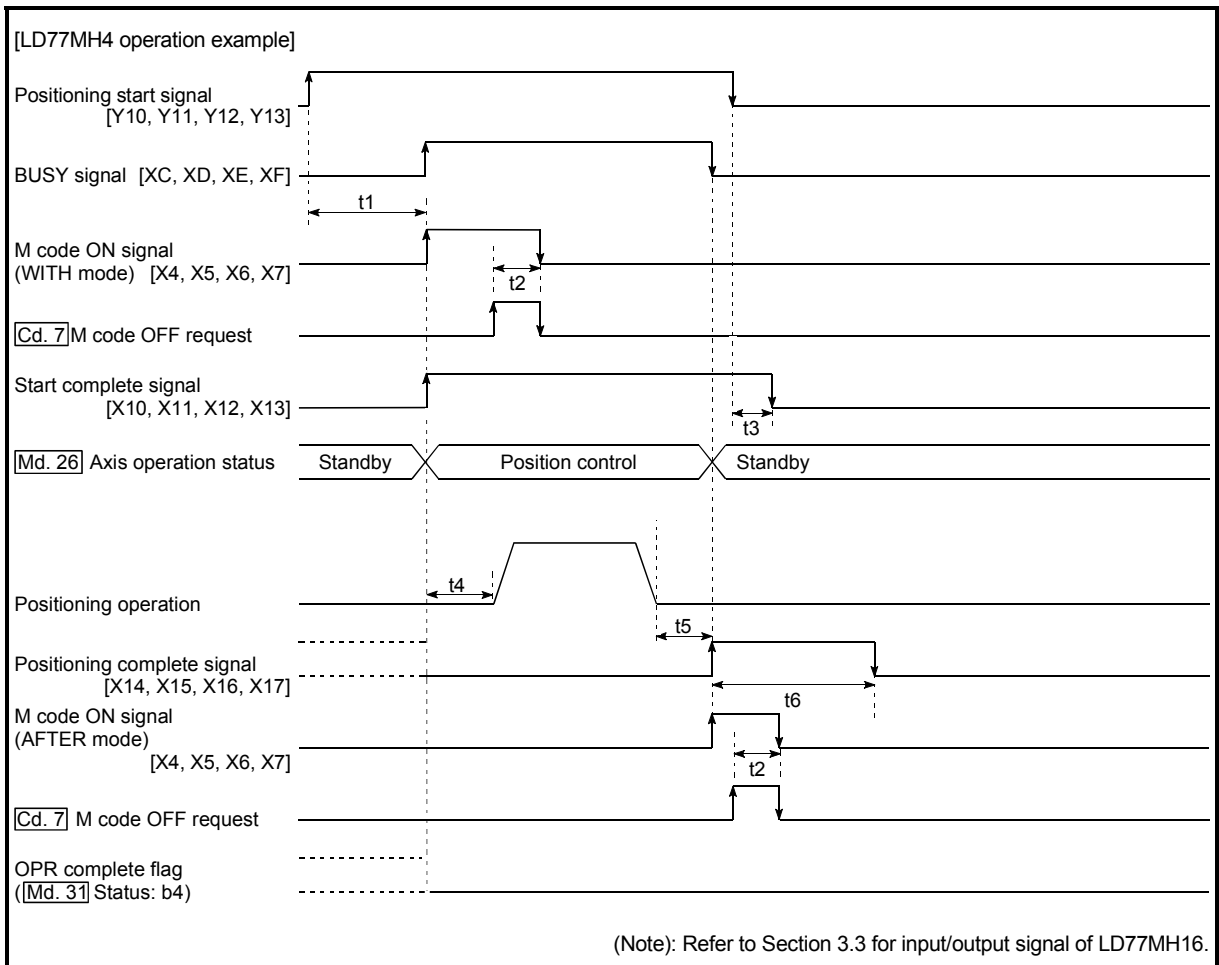 [LD77MH4 operation example]
Positioning start signal
[Y10, Y11, Y12, Y13]
BUSY signal [XC, XD, XE, XF]
t1
M code ON signal
(WITH mode) [X4, X5, X6, X7]
t2
Cd. 7 M code OFF request
Start complete signal
[X10, X11, X12, X13]
t3
Md. 26 Axis operation status
Standby
Position control
Standby
t4
Positioning operation
t5
Positioning complete signal
[X14, X15, X16, X17]
t6
M code ON signal
(AFTER mode)
[X4, X5, X6, X7]
t2
Cd. 7 M code OFF request
OPR complete flag
(Md. 31 Status: b4)
(Note): Refer to Section 3.3 for input/output signal of LD77MH16.